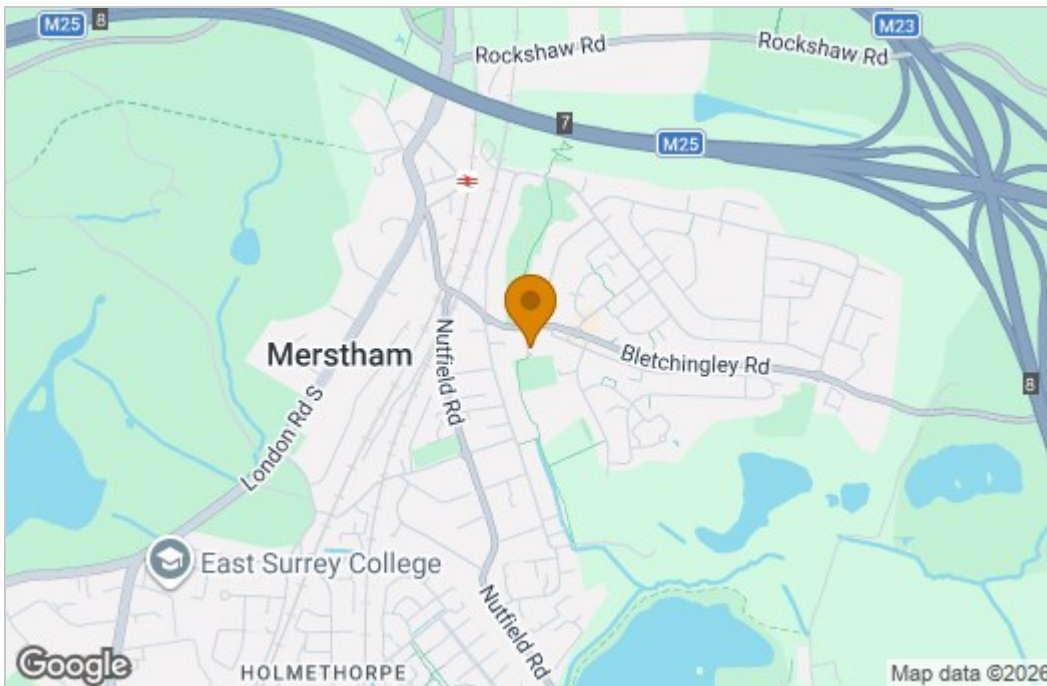 M25
8
M23
Rockshaw Rd
Rockshaw Rd
7
M25
Merstham
Nutfield Rd
Bletchingley Rd
8
London Rd S
East Surrey College
Nutfield Rd
HOLMETHORPE
Google
Map data ©2026